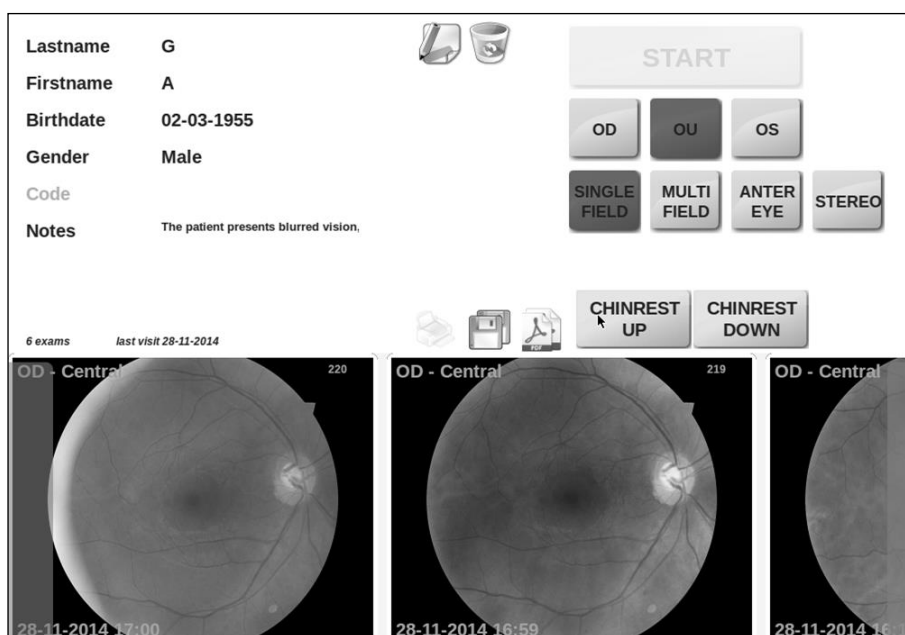 Lastname G
Firstname A
Birthdate 02-03-1955
Gender Male
Code
Notes The patient presents blurred vision,
6 exams last visit 28-11-2014
START
OD OU OS
SINGLE FIELD
MULTI FIELD
ANTER EYE
STEREO
PDF
CHINREST UP
CHINREST DOWN
OD - Central 220
28-11-2014 17:00
OD - Central 219
28-11-2014 16:59
OD - Central
28-11-2014